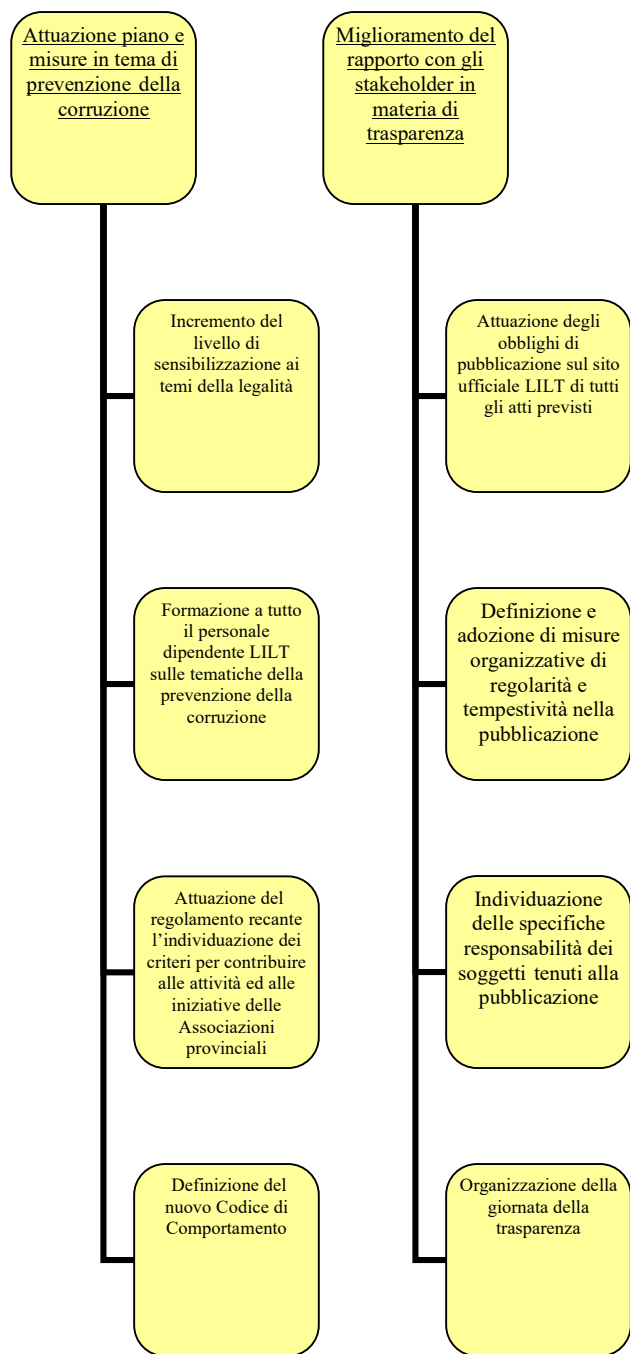 Attuazione piano e
misure in tema di
prevenzione della
corruzione
Incremento del
livello di
sensibilizzazione ai
temi della legalità
Formazione a tutto
il personale
dipendente LILT
sulle tematiche della
prevenzione della
corruzione
Attuazione del
regolamento recante
l’individuazione dei
criteri per contribuire
alle attività ed alle
iniziative delle
Associazioni
provinciali
Definizione del
nuovo Codice di
Comportamento
Miglioramento del
rapporto con gli
stakeholder in
materia di
trasparenza
Attuazione degli
obblighi di
pubblicazione sul sito
ufficiale LILT di tutti
gli atti previsti
Definizione e
adozione di misure
organizzative di
regolarità e
tempestività nella
pubblicazione
Individuazione
delle specifiche
responsabilità dei
soggetti tenuti alla
pubblicazione
Organizzazione della
giornata della
trasparenza